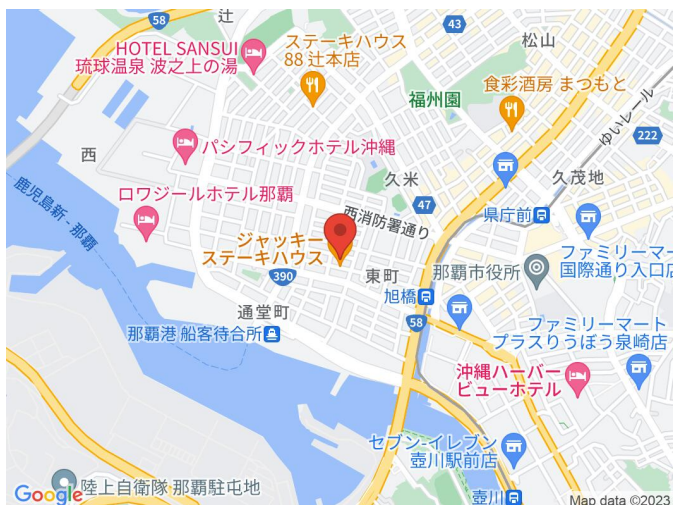 58
辻
43
松山
HOTEL SANSUI
琉球温泉 波之上の湯
ステーキハウス
88 辻本店
福州園
食彩酒房 まつもと
ゆいレール
222
パシフィックホテル沖縄
西
久米
久茂地
47
鹿児島新 - 那覇
ロワジールホテル那覇
西消防署通り
県庁前
ジャッキー
ステーキハウス
390
東町
那覇市役所
ファミリーマート
国際通り入口店
旭橋
通堂町
58
那覇港 船客待合所
ファミリーマート
プラスりうぼう泉崎店
沖縄ハーバー
ビューホテル
セブン-イレブン
壺川駅前店
Google
陸上自衛隊 那覇駐屯地
壺川
Map data ©2023